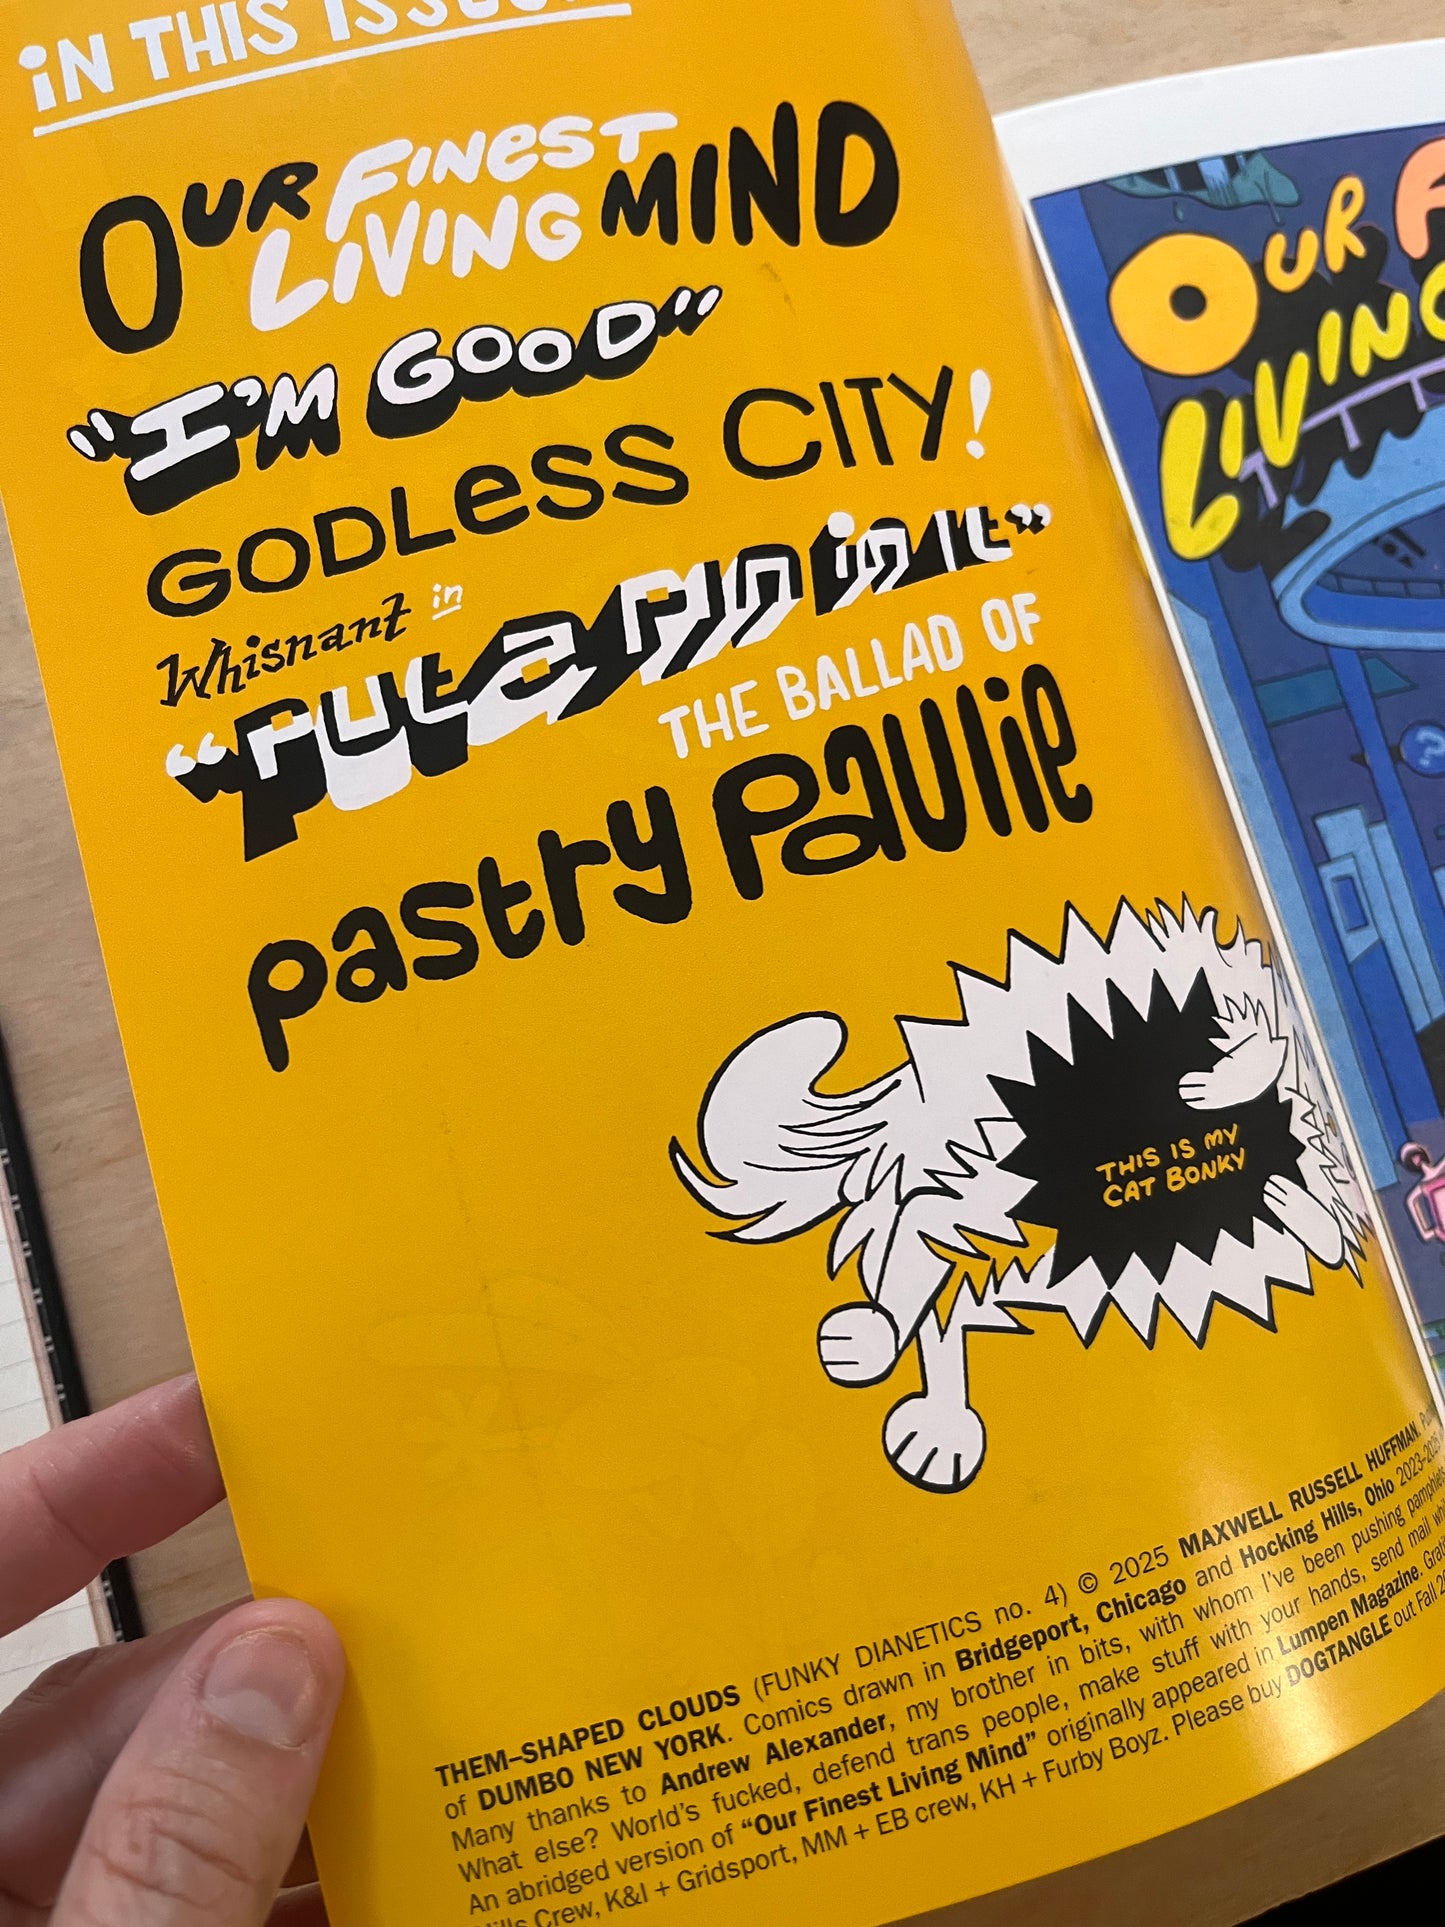 iN THIS ISSUE
OUR FINEST
LIVING MIND
"I'M GOOD"
GODLESS CITY!
Whisnant in
"PUt a PIN in It"
THE BALLAD OF
Pastry Paulie
THIS IS MY
CAT BONKY
THEM–SHAPED CLOUDS (FUNKY DIANETICS no. 4) © 2025 MAXWELL RUSSELL HUFFMAN.
of DUMBO NEW YORK. Comics drawn in Bridgeport, Chicago and Hocking Hills, Ohio 2023–2025
Many thanks to Andrew Alexander, my brother in bits, with whom I've been pushing pamphlets
What else? World's fucked, defend trans people, make stuff with your hands, send mail
An abridged version of "Our Finest Living Mind" originally appeared in Lumpen Magazine.
Crew, K&I + Gridsport, MM + EB crew, KH + Furby Boyz. Please buy DOGTANGLE out Fall
OUR
LIVING
?